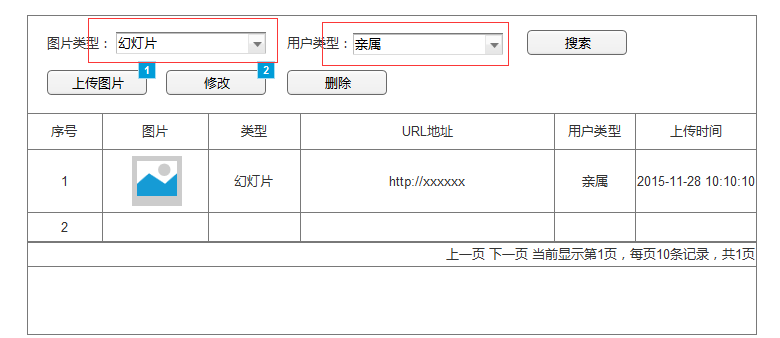 图片类型： 幻灯片 用户类型： 亲属 搜索
上传图片 1 修改 2 删除
序号 图片 类型 URL地址 用户类型 上传时间
1 幻灯片 http://xxxxxx 亲属 2015-11-28 10:10:10
2
上一页 下一页 当前显示第1页，每页10条记录，共1页